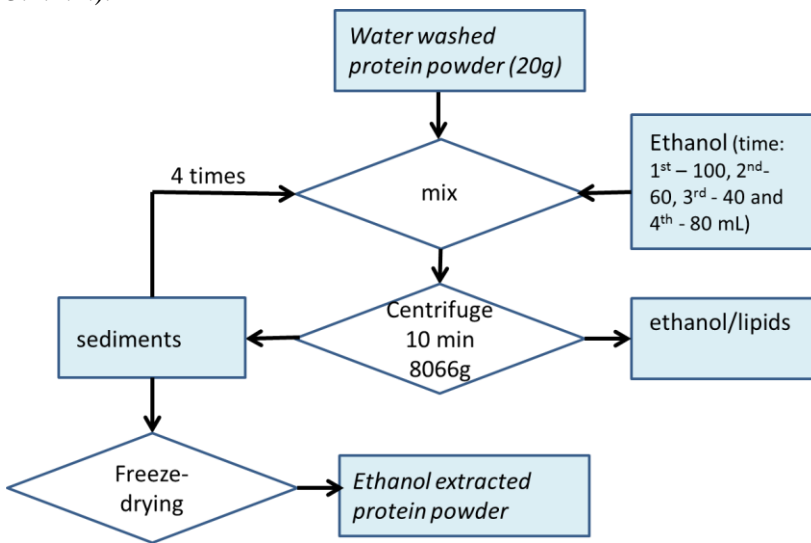 Water washed
protein powder (20g)
Ethanol (time:
1st – 100, 2nd-
60, 3rd - 40 and
4th - 80 mL)
4 times
mix
Centrifuge
10 min
8066g
ethanol/lipids
sediments
Freeze-
drying
Ethanol extracted
protein powder